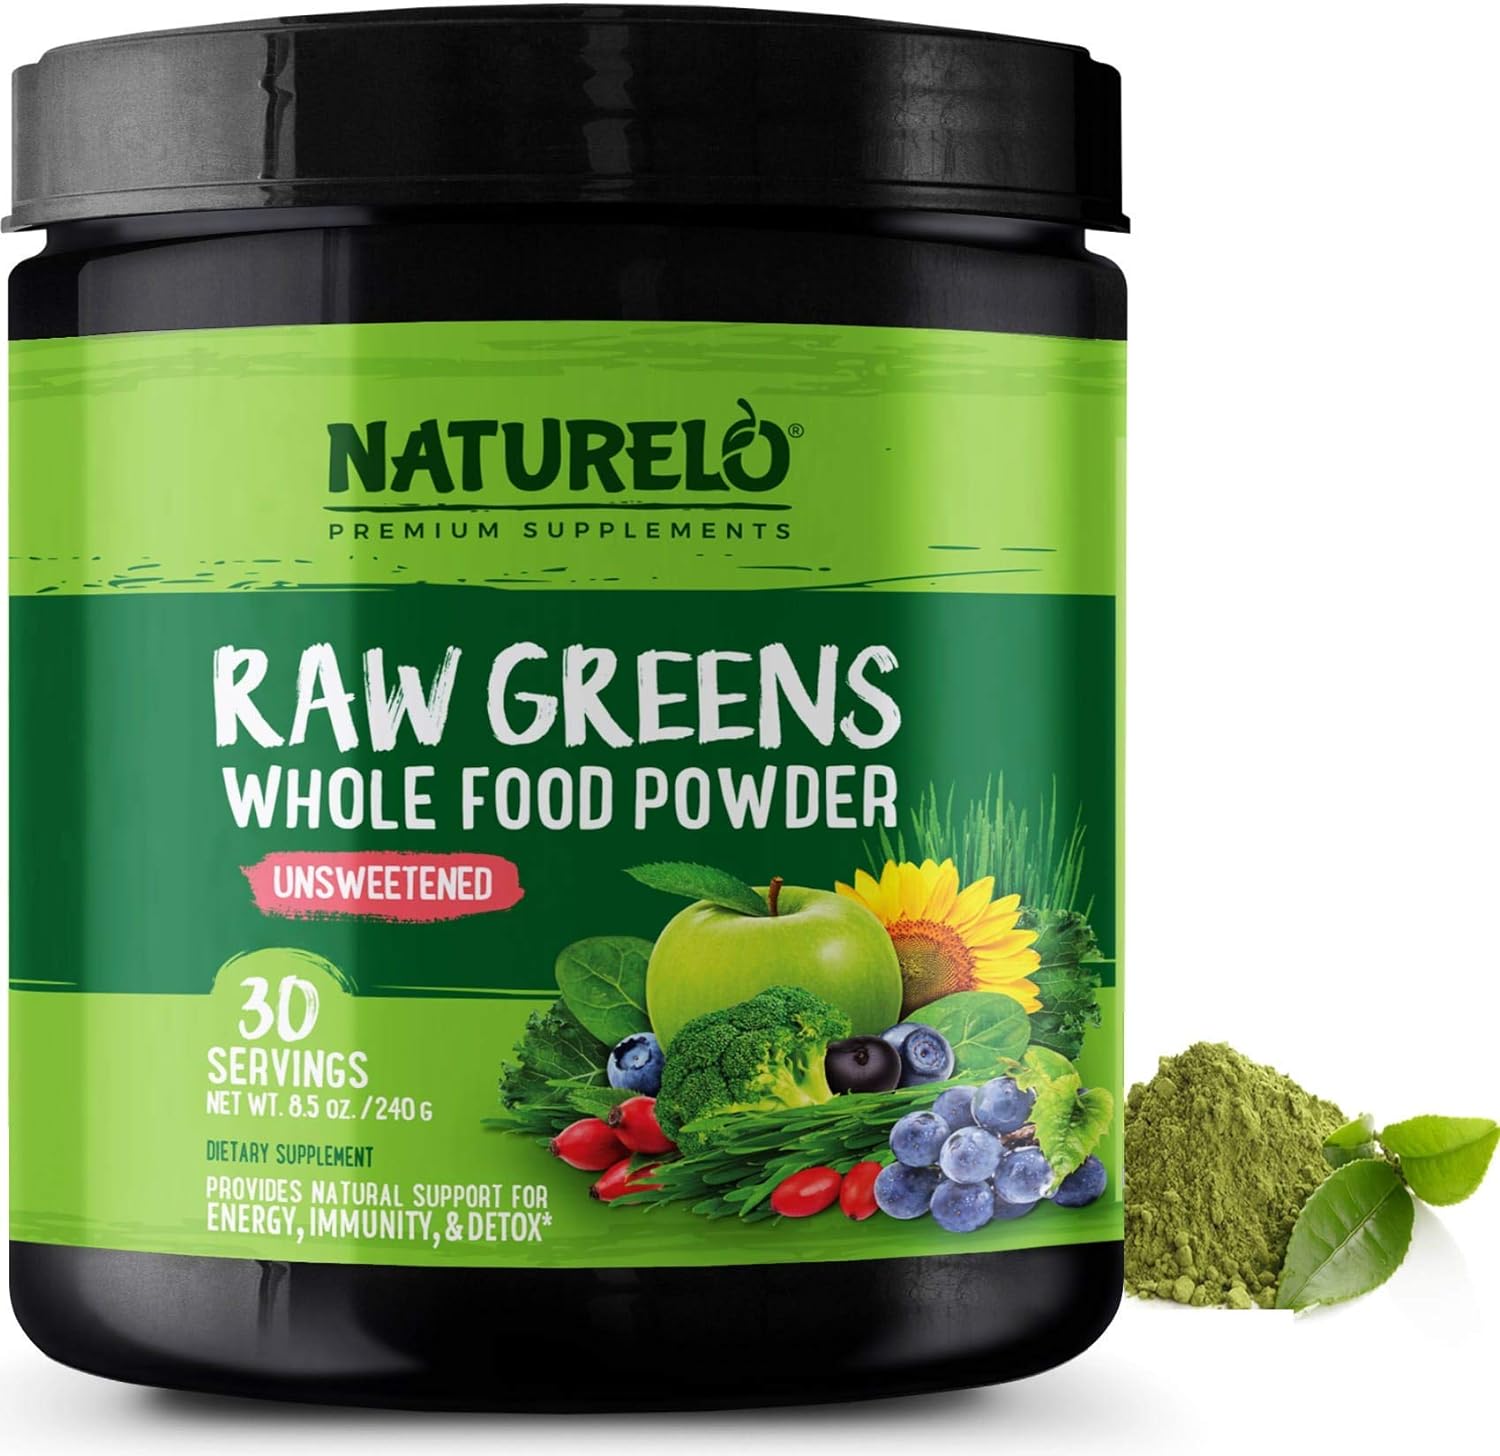 NATURELO®
PREMIUM SUPPLEMENTS
RAW GREENS
WHOLE FOOD POWDER
UNSWEETENED
30
SERVINGS
NET WT. 8.5 OZ. / 240 G
DIETARY SUPPLEMENT
PROVIDES NATURAL SUPPORT FOR
ENERGY, IMMUNITY, & DETOX*